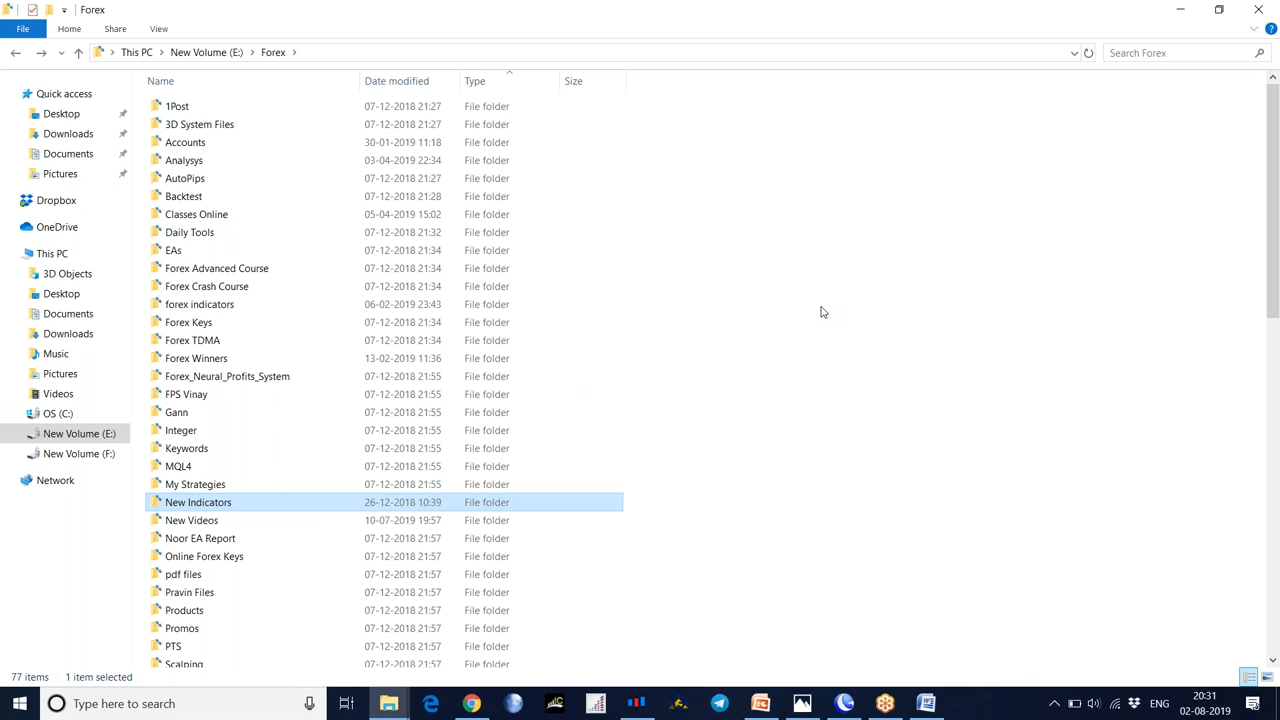 Forex
File Home Share View
This PC New Volume (E:) Forex Search Forex
Name Date modified Type Size
Quick access
Desktop
Downloads
Documents
Pictures
Dropbox
OneDrive
This PC
3D Objects
Desktop
Documents
Downloads
Music
Pictures
Videos
OS (C:)
New Volume (E:)
New Volume (F:)
Network
1Post 07-12-2018 21:27 File folder
3D System Files 07-12-2018 21:27 File folder
Accounts 30-01-2019 11:18 File folder
Analysys 03-04-2019 22:34 File folder
AutoPips 07-12-2018 21:27 File folder
Backtest 07-12-2018 21:28 File folder
Classes Online 05-04-2019 15:02 File folder
Daily Tools 07-12-2018 21:32 File folder
EAs 07-12-2018 21:34 File folder
Forex Advanced Course 07-12-2018 21:34 File folder
Forex Crash Course 07-12-2018 21:34 File folder
forex indicators 06-02-2019 23:43 File folder
Forex Keys 07-12-2018 21:34 File folder
Forex TDMA 07-12-2018 21:34 File folder
Forex Winners 13-02-2019 11:36 File folder
Forex_Neural_Profits_System 07-12-2018 21:55 File folder
FPS Vinay 07-12-2018 21:55 File folder
Gann 07-12-2018 21:55 File folder
Integer 07-12-2018 21:55 File folder
Keywords 07-12-2018 21:55 File folder
MQL4 07-12-2018 21:55 File folder
My Strategies 07-12-2018 21:55 File folder
New Indicators 26-12-2018 10:39 File folder
New Videos 10-07-2019 19:57 File folder
Noor EA Report 07-12-2018 21:57 File folder
Online Forex Keys 07-12-2018 21:57 File folder
pdf files 07-12-2018 21:57 File folder
Pravin Files 07-12-2018 21:57 File folder
Products 07-12-2018 21:57 File folder
Promos 07-12-2018 21:57 File folder
PTS 07-12-2018 21:57 File folder
Scalping 07-12-2018 21:57 File folder
77 items 1 item selected
Type here to search
ENG
20:31
02-08-2019